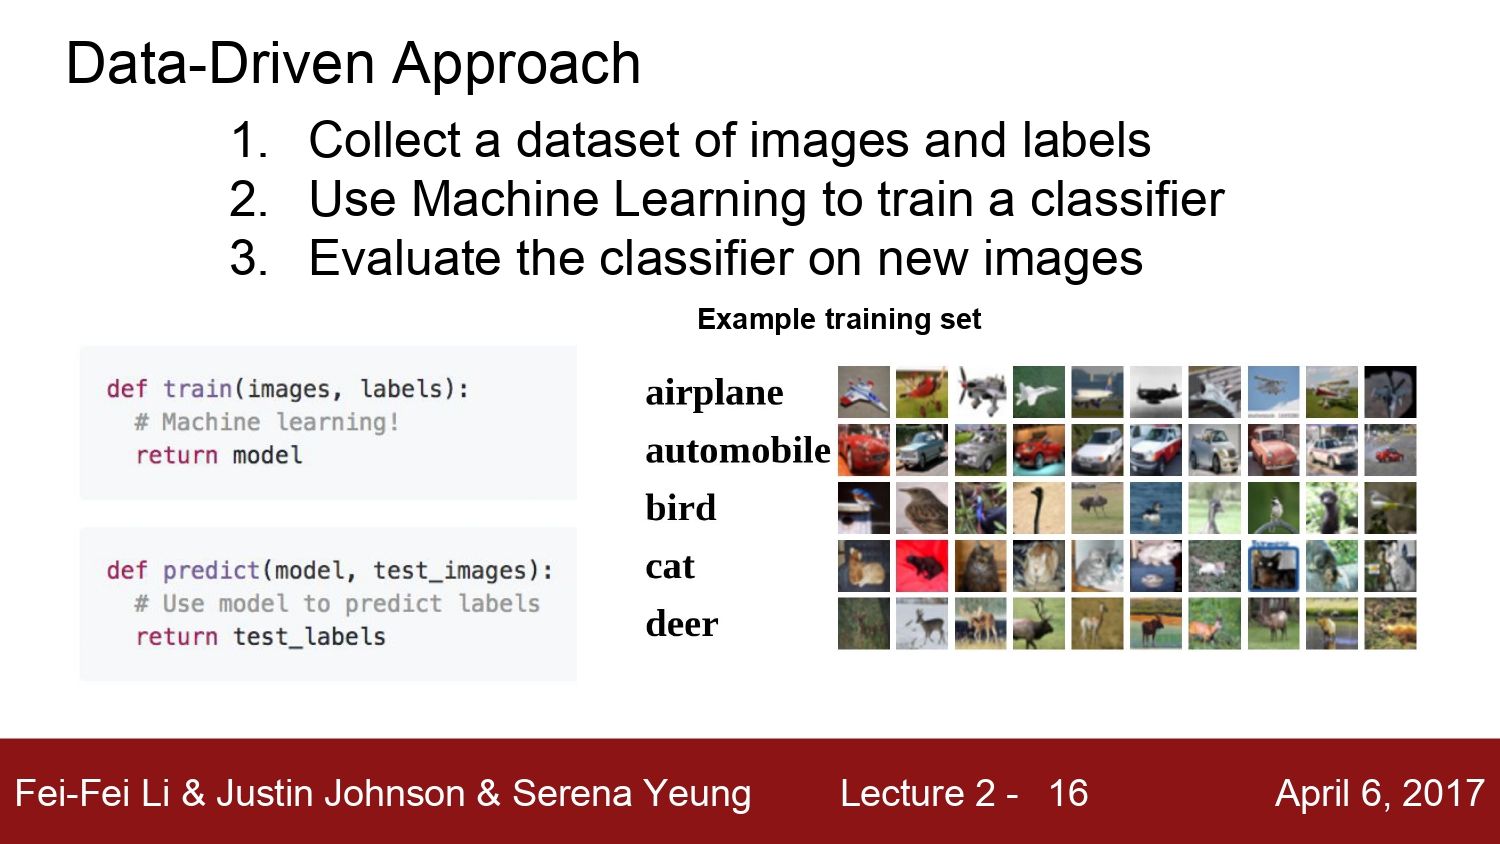 Data-Driven Approach
1. Collect a dataset of images and labels
2. Use Machine Learning to train a classifier
3. Evaluate the classifier on new images
Example training set
def train(images, labels):
# Machine learning!
return model
def predict(model, test_images):
# Use model to predict labels
return test_labels
airplane
automobile
bird
cat
deer
Fei-Fei Li & Justin Johnson & Serena Yeung
Lecture 2 - 16
April 6, 2017